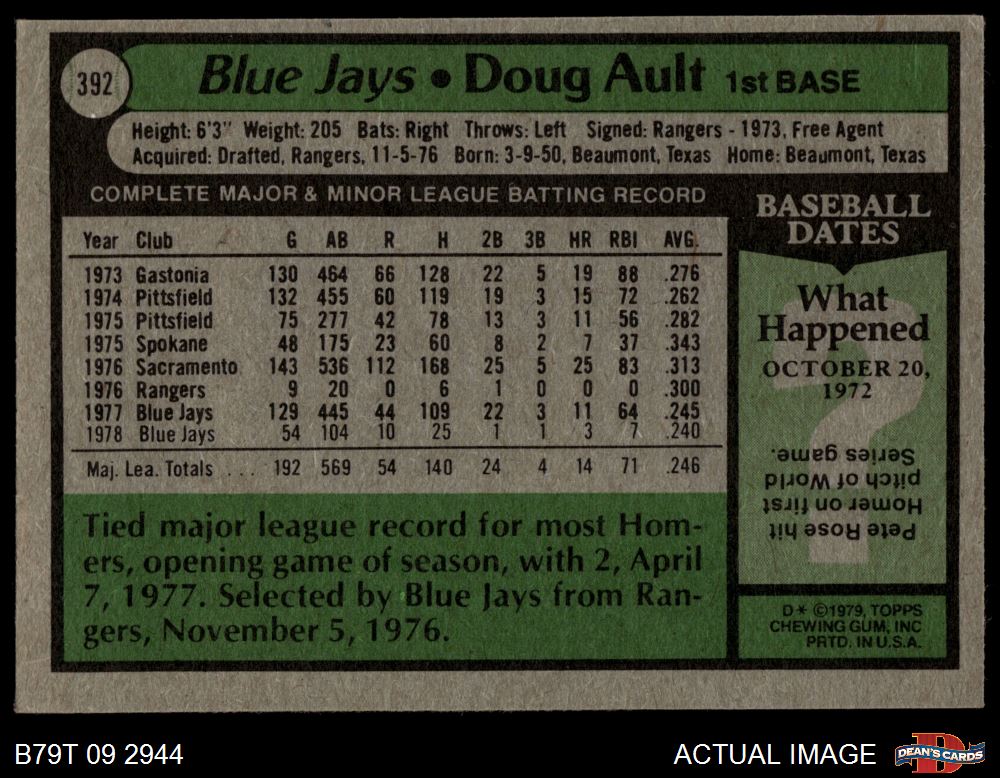 392
Blue Jays • Doug Ault 1st BASE
Height: 6'3" Weight: 205 Bats: Right Throws: Left Signed: Rangers - 1973, Free Agent
Acquired: Drafted, Rangers, 11-5-76 Born: 3-9-50, Beaumont, Texas Home: Beaumont, Texas
COMPLETE MAJOR & MINOR LEAGUE BATTING RECORD
Year Club G AB R H 2B 3B HR RBI AVG.
1973 Gastonia 130 464 66 128 22 5 19 88 .276
1974 Pittsfield 132 455 60 119 19 3 15 72 .262
1975 Pittsfield 75 277 42 78 13 3 11 56 .282
1975 Spokane 48 175 23 60 8 2 7 37 .343
1976 Sacramento 143 536 112 168 25 5 25 83 .313
1976 Rangers 9 20 0 6 1 0 0 0 .300
1977 Blue Jays 129 445 44 109 22 3 11 64 .245
1978 Blue Jays 54 104 10 25 1 1 3 7 .240
Maj. Lea. Totals . . . 192 569 54 140 24 4 14 71 .246
Tied major league record for most Hom-
ers, opening game of season, with 2, April
7, 1977. Selected by Blue Jays from Ran-
gers, November 5, 1976.
BASEBALL
DATES
What
Happened
OCTOBER 20,
1972
?
Pete Rose hit
Homer on first
pitch of World
Series game.
D* ©1979, TOPPS
CHEWING GUM, INC
PRTD. IN U.S.A.
B79T 09 2944
ACTUAL IMAGE
DEAN'S CARDS